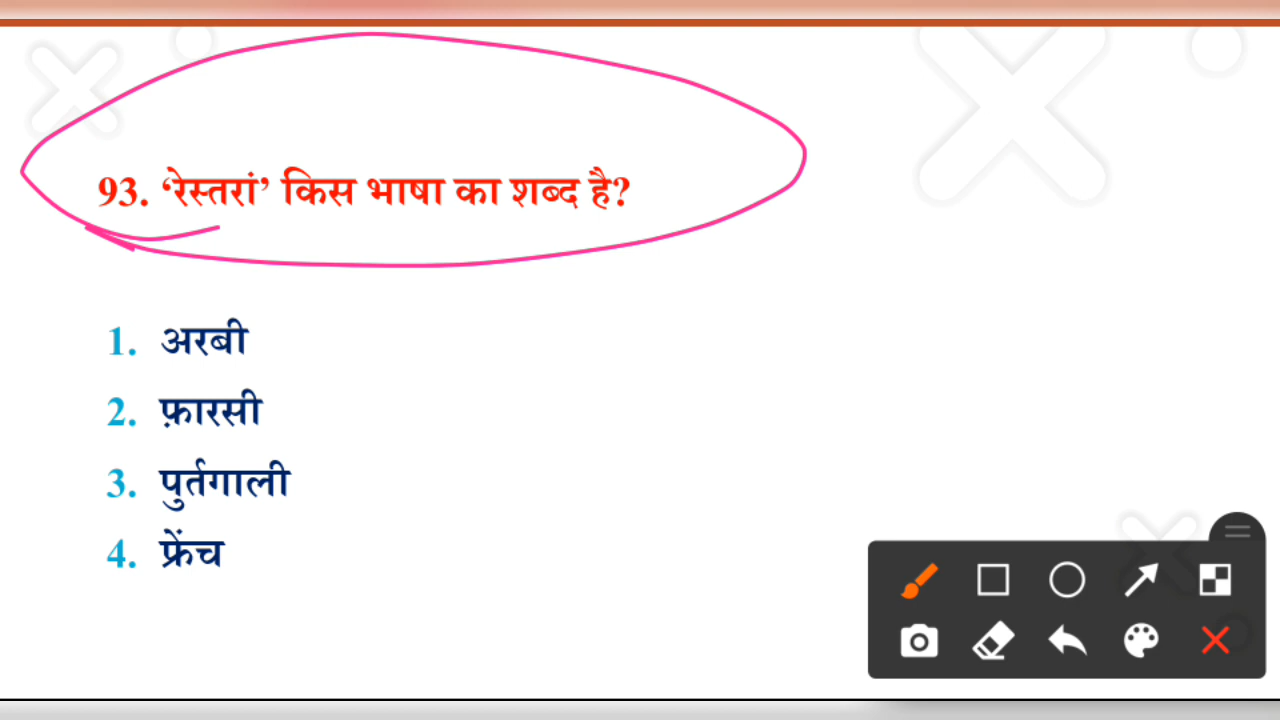 93. ‘रेस्तरां’ किस भाषा का शब्द है?
1. अरबी
2. फ़ारसी
3. पुर्तगाली
4. फ्रेंच